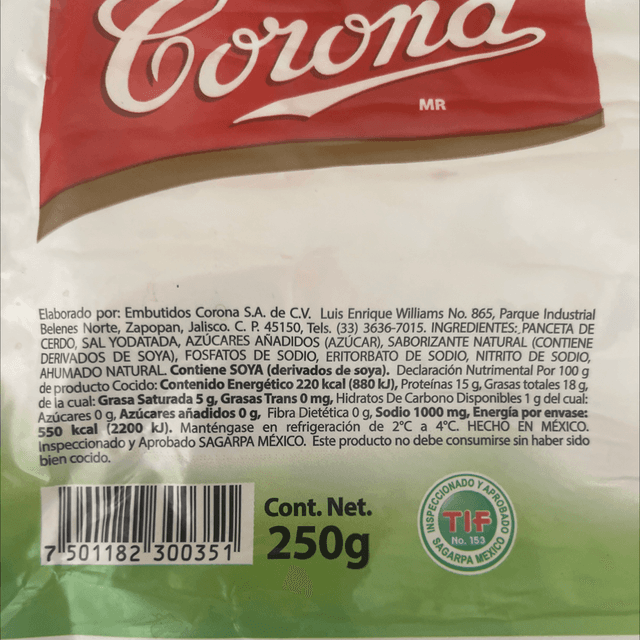 Corona
MR
Elaborado por: Embutidos Corona S.A. de C.V. Luis Enrique Williams No. 865, Parque Industrial
Belenes Norte, Zapopan, Jalisco. C. P. 45150, Tels. (33) 3636-7015. INGREDIENTES: PANCETA DE
CERDO, SAL YODATADA, AZÚCARES AÑADIDOS (AZÚCAR), SABORIZANTE NATURAL (CONTIENE
DERIVADOS DE SOYA), FOSFATOS DE SODIO, ERITORBATO DE SODIO, NITRITO DE SODIO,
AHUMADO NATURAL. Contiene SOYA (derivados de soya). Declaración Nutrimental Por 100 g
de producto Cocido: Contenido Energético 220 kcal (880 kJ), Proteínas 15 g, Grasas totales 18 g,
de la cual: Grasa Saturada 5 g, Grasas Trans 0 mg, Hidratos De Carbono Disponibles 1 g del cual:
Azúcares 0 g, Azúcares añadidos 0 g, Fibra Dietética 0 g, Sodio 1000 mg, Energía por envase:
550 kcal (2200 kJ). Manténgase en refrigeración de 2°C a 4°C. HECHO EN MÉXICO.
Inspeccionado y Aprobado SAGARPA MÉXICO. Este producto no debe consumirse sin haber sido
bien cocido.
7 501182 300351
Cont. Net.
250g
INSPECCIONADO Y APROBADO
TIF
No. 153
SAGARPA MEXICO